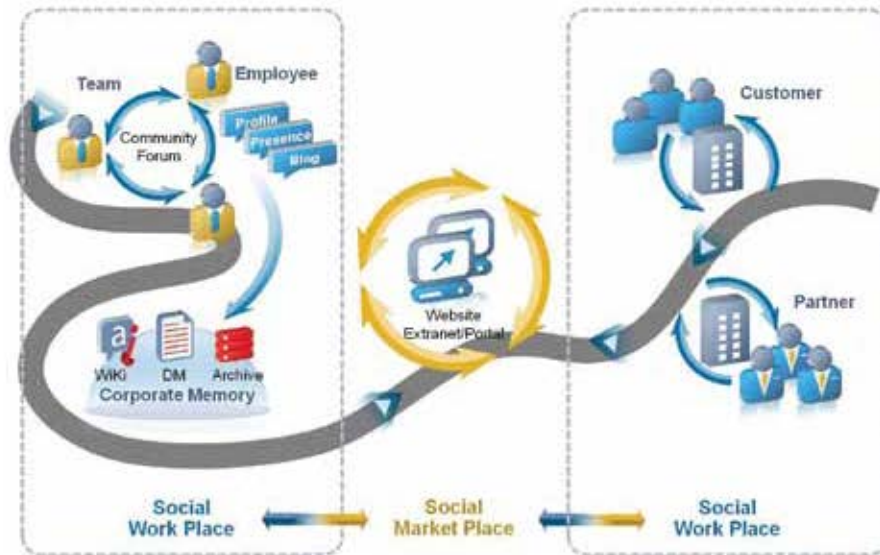 Team
Employee
Community
Forum
Profile
Presence
Blog
WiKi
DM
Archive
Corporate Memory
Website
Extranet/Portal
Customer
Partner
Social
Work Place
Social
Market Place
Social
Work Place